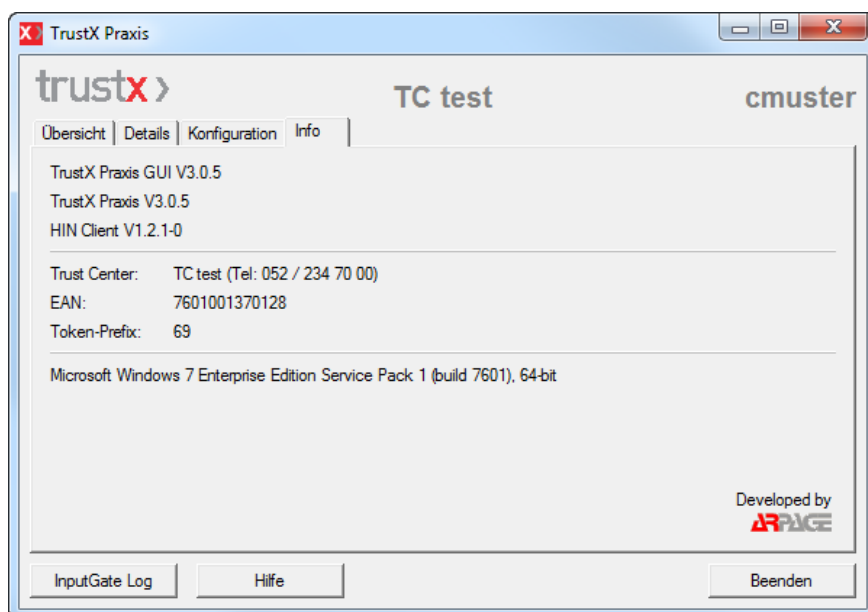 TrustX Praxis
trustx
TC test
cmuster
Übersicht Details Konfiguration Info
TrustX Praxis GUI V3.0.5
TrustX Praxis V3.0.5
HIN Client V1.2.1-0
Trust Center: TC test (Tel: 052 / 234 70 00)
EAN: 7601001370128
Token-Prefix: 69
Microsoft Windows 7 Enterprise Edition Service Pack 1 (build 7601), 64-bit
Developed by
ARPAGE
InputGate Log Hilfe Beenden